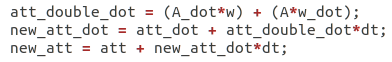 att_double_dot = (A_dot*w) + (A*w_dot);
new_att_dot = att_dot + att_double_dot*dt;
new_att = att + new_att_dot*dt;